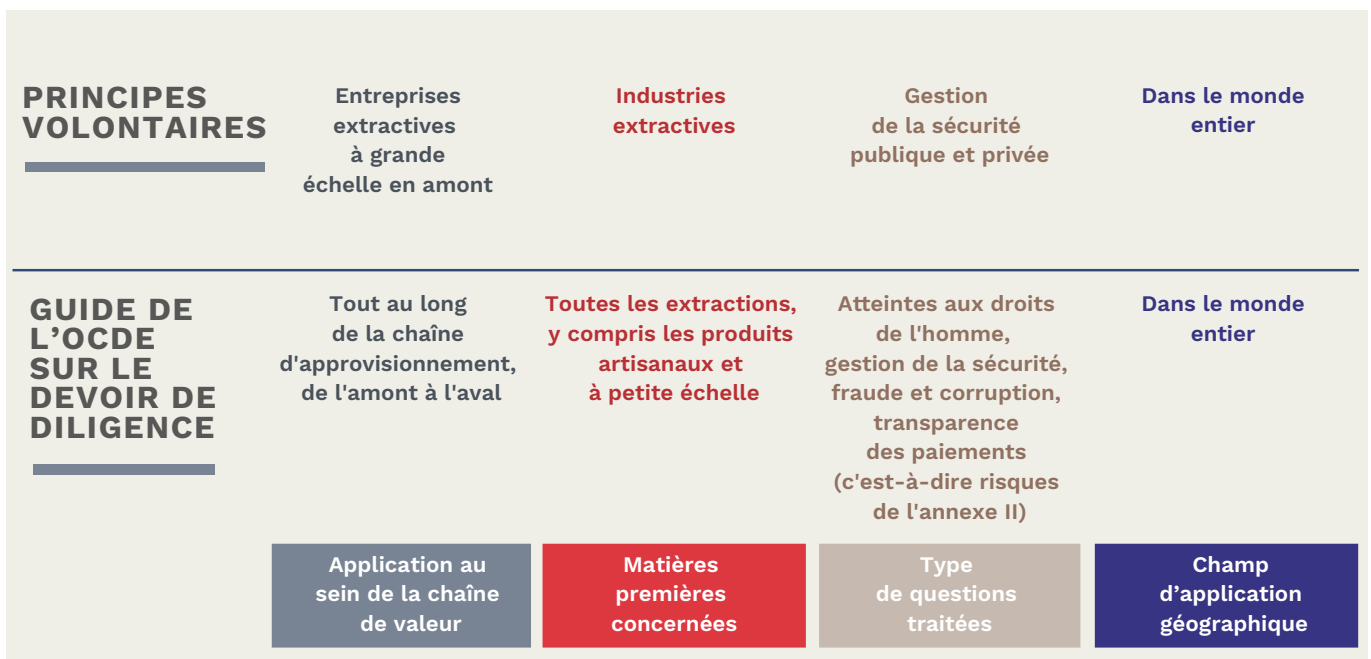 PRINCIPES
VOLONTAIRES
Entreprises
extractives
à grande
échelle en amont
Industries
extractives
Gestion
de la sécurité
publique et privée
Dans le monde
entier
GUIDE DE
L’OCDE
SUR LE
DEVOIR DE
DILIGENCE
Tout au long
de la chaîne
d'approvisionnement,
de l'amont à l'aval
Toutes les extractions,
y compris les produits
artisanaux et
à petite échelle
Atteintes aux droits
de l'homme,
gestion de la sécurité,
fraude et corruption,
transparence
des paiements
(c'est-à-dire risques
de l'annexe II)
Dans le monde
entier
Application au
sein de la chaîne
de valeur
Matières
premières
concernées
Type
de questions
traitées
Champ
d’application
géographique